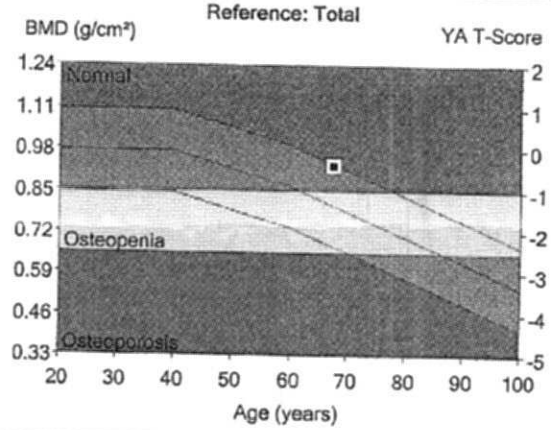 Reference: Total
BMD (g/cm²)
YA T-Score
1.24
1.11
0.98
0.85
0.72
0.59
0.46
0.33
Normal
Osteopenia
Osteoporosis
2
1
0
-1
-2
-3
-4
-5
20 30 40 50 60 70 80 90 100
Age (years)